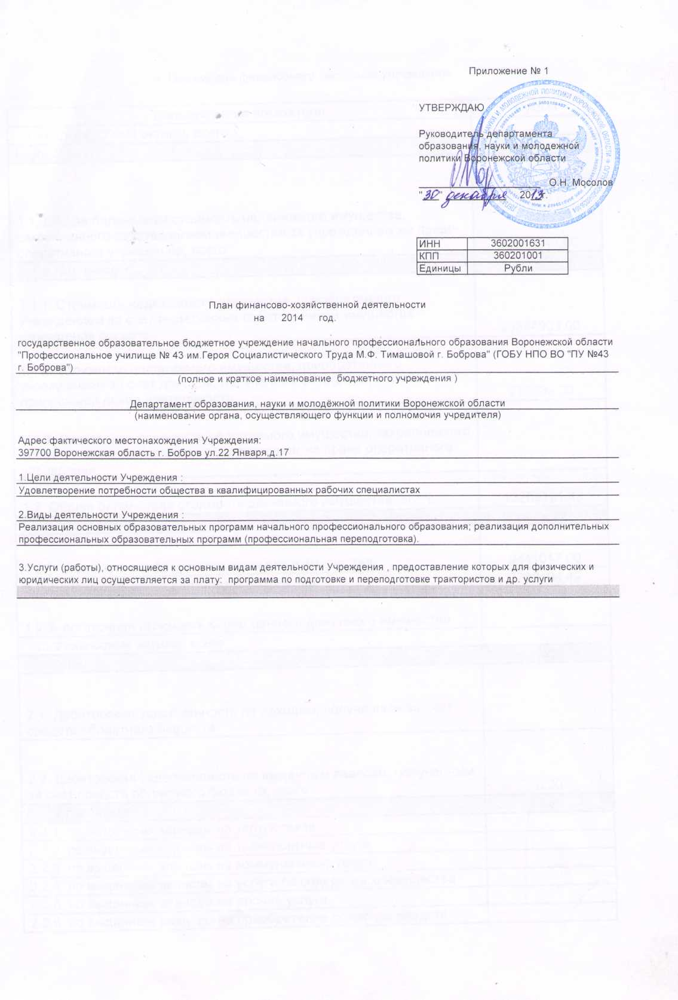 Приложение № 1
УТВЕРЖДАЮ
Руководитель департамента
образования, науки и молодежной
политики Воронежской области
О.Н. Мосолов
"30" декабря 2013г.
ИНН 3602001631
КПП 360201001
Единицы Рубли
План финансово-хозяйственной деятельности
на 2014 год.
государственное образовательное бюджетное учреждение начального профессионального образования Воронежской области
"Профессиональное училище № 43 им.Героя Социалистического Труда М.Ф. Тимашовой г. Боброва" (ГОБУ НПО ВО "ПУ №43
г. Боброва")
(полное и краткое наименование бюджетного учреждения )
Департамент образования, науки и молодёжной политики Воронежской области
(наименование органа, осуществляющего функции и полномочия учредителя)
Адрес фактического местонахождения Учреждения:
397700 Воронежская область г. Бобров ул.22 Января,д.17
1.Цели деятельности Учреждения :
Удовлетворение потребности общества в квалифицированных рабочих специалистах
2.Виды деятельности Учреждения :
Реализация основных образовательных программ начального профессионального образования; реализация дополнительных
профессиональных образовательных программ (профессиональная переподготовка).
3.Услуги (работы), относящиеся к основным видам деятельности Учреждения , предоставление которых для физических и
юридических лиц осуществляется за плату: программа по подготовке и переподготовке трактористов и др. услуги